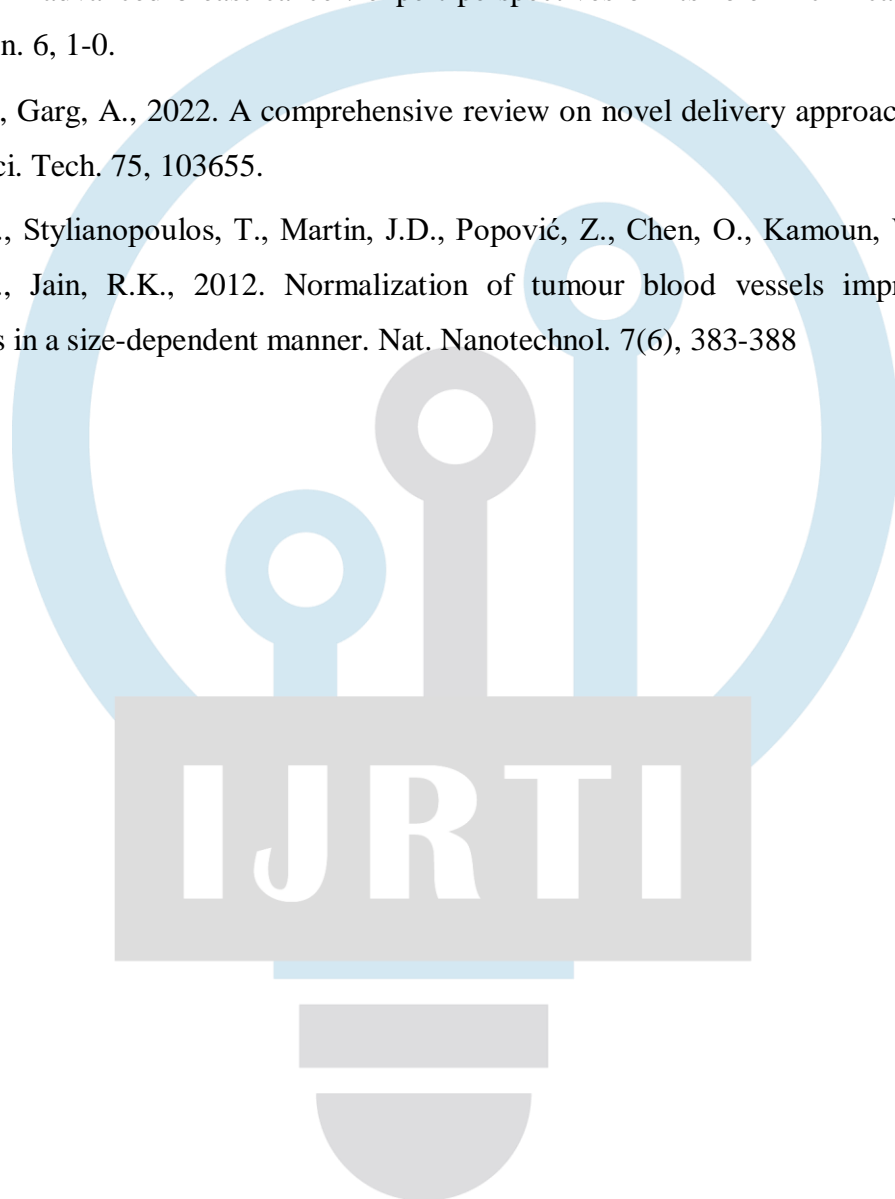 n. 6, 1-0.
, Garg, A., 2022. A comprehensive review on novel delivery approac
ci. Tech. 75, 103655.
., Stylianopoulos, T., Martin, J.D., Popović, Z., Chen, O., Kamoun,
., Jain, R.K., 2012. Normalization of tumour blood vessels impr
s in a size-dependent manner. Nat. Nanotechnol. 7(6), 383-388
IJRTI